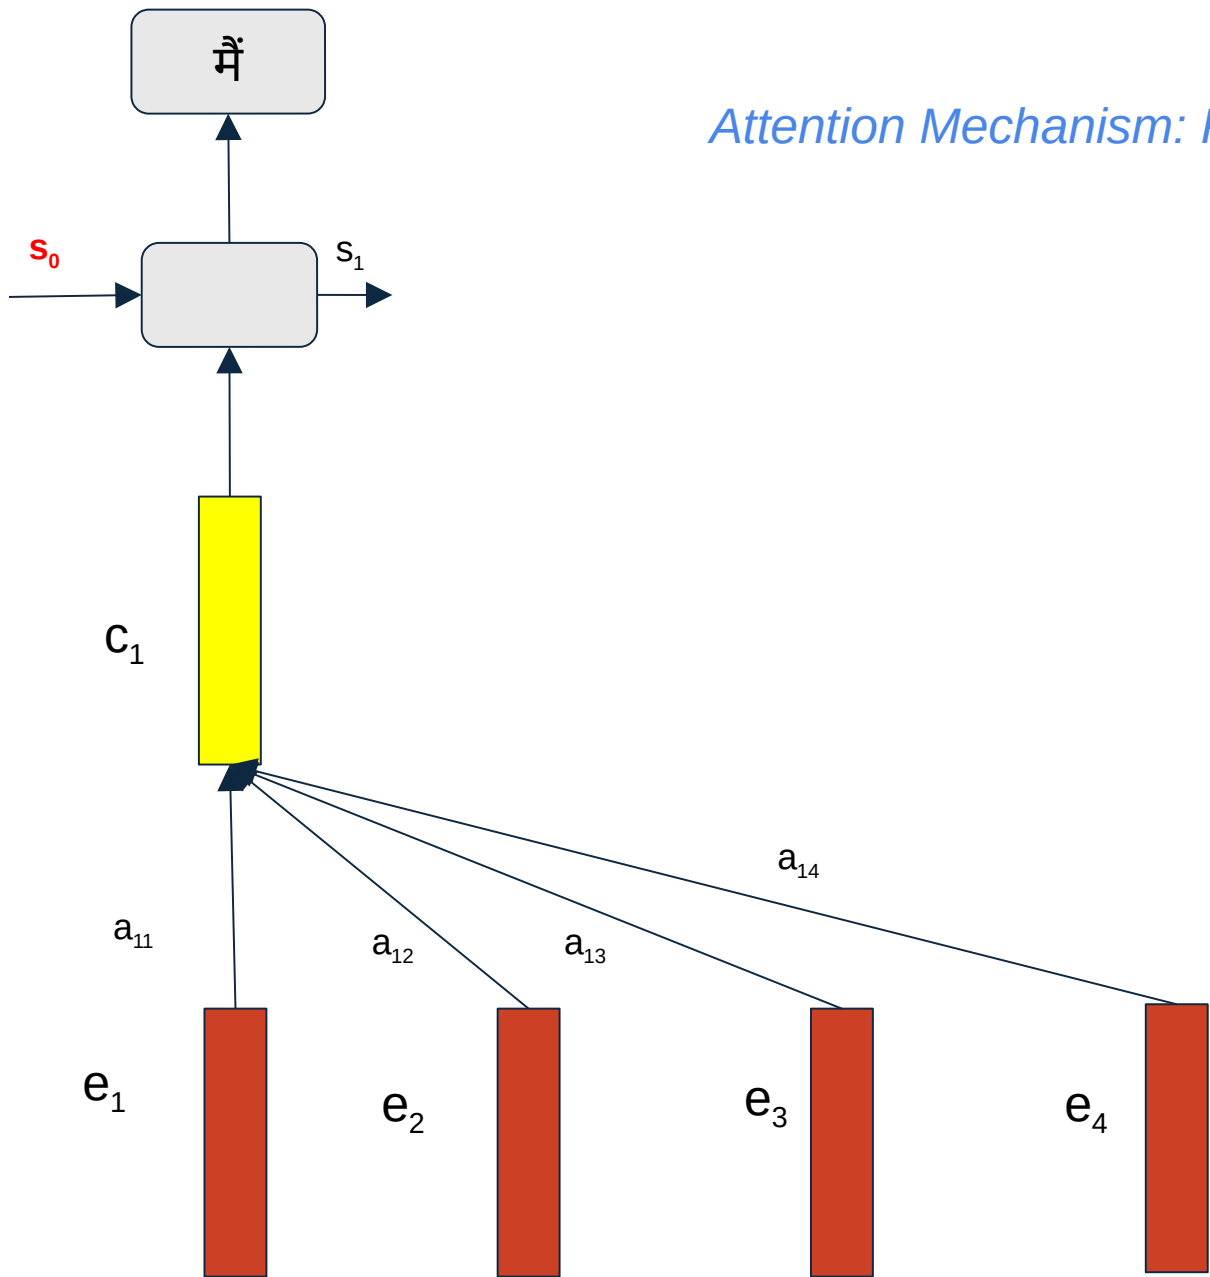 मैं
Attention Mechanism:
s0
s1
c1
a14
a11
a12
a13
e1
e2
e3
e4